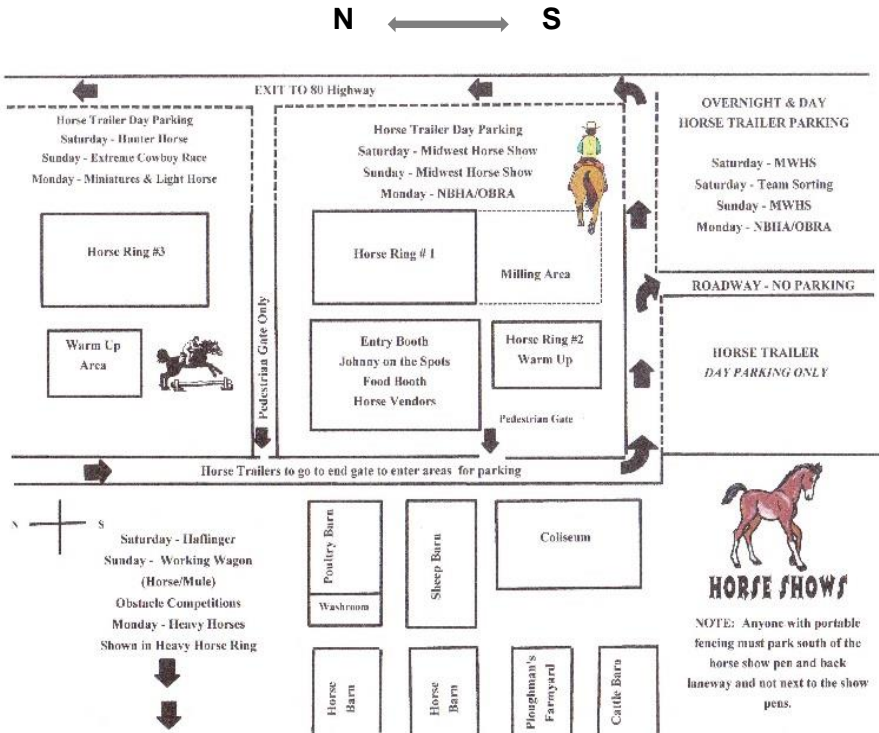 N S
EXIT TO 80 Highway
Horse Trailer Day Parking
Saturday - Hunter Horse
Sunday - Extreme Cowboy Race
Monday - Miniatures & Light Horse
Horse Trailer Day Parking
Saturday - Midwest Horse Show
Sunday - Midwest Horse Show
Monday - NBHA/OBRA
OVERNIGHT & DAY
HORSE TRAILER PARKING
Saturday - MWHS
Saturday - Team Sorting
Sunday - MWHS
Monday - NBHA/OBRA
Horse Ring #3
Horse Ring # 1
Milling Area
ROADWAY - NO PARKING
Warm Up
Area
Pedestrian Gate Only
Entry Booth
Johnny on the Spots
Food Booth
Horse Vendors
Horse Ring #2
Warm Up
HORSE TRAILER
DAY PARKING ONLY
Pedestrian Gate
Horse Trailers to go to end gate to enter areas for parking
N S
Saturday - Haflinger
Sunday - Working Wagon
(Horse/Mule)
Obstacle Competitions
Monday - Heavy Horses
Shown in Heavy Horse Ring
Poultry Barn
Washroom
Sheep Barn
Coliseum
HORSE SHOWS
NOTE: Anyone with portable
fencing must park south of the
horse show pen and back
laneway and not next to the show
pens.
Horse
Barn
Horse
Barn
Ploughman's
Farmyard
Cattle Barn